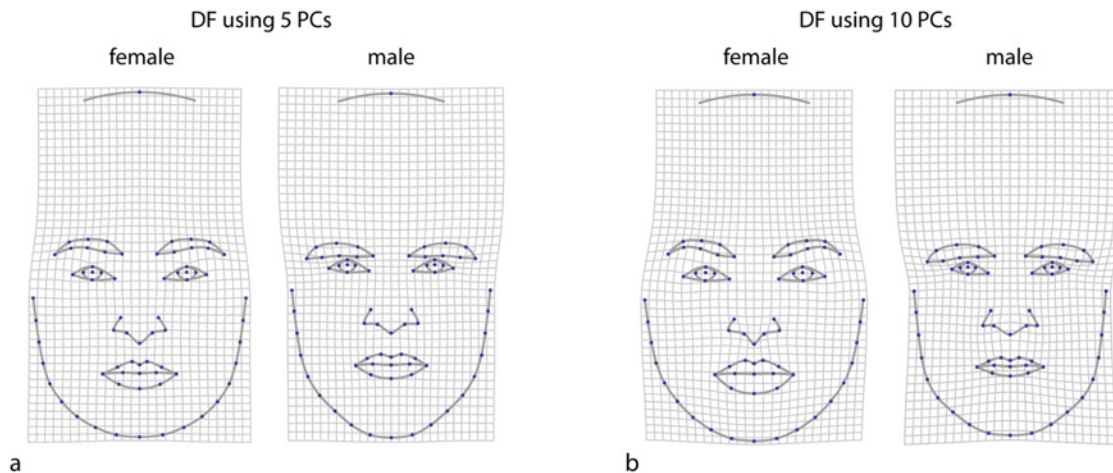 DF using 5 PCs
female male
a
DF using 10 PCs
female male
b